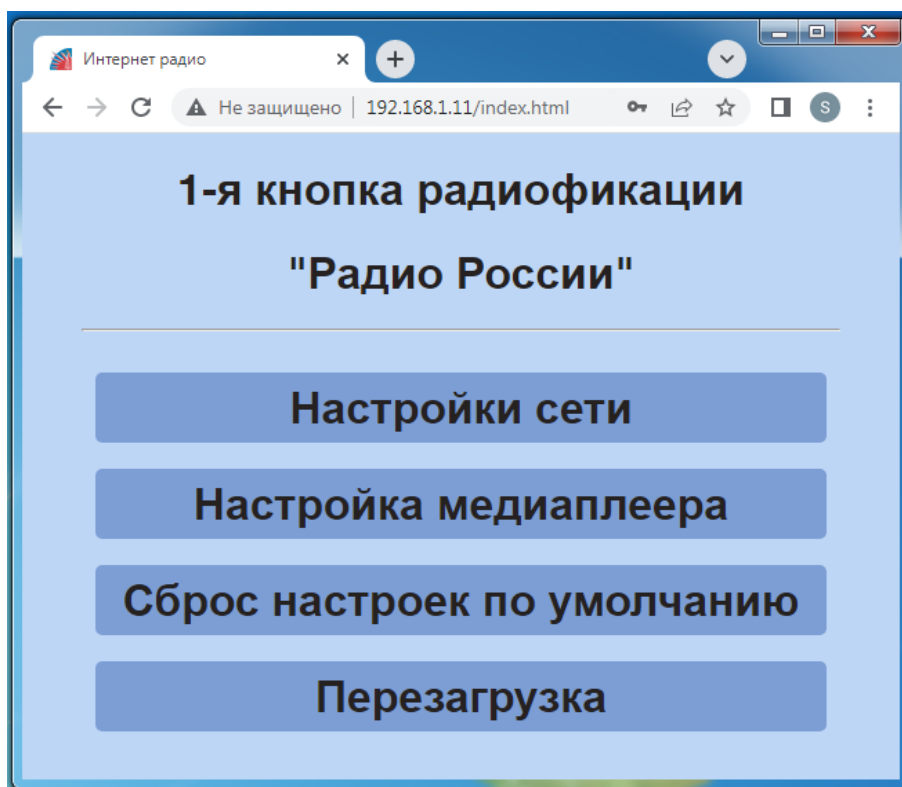 Интернет радио
Не защищено | 192.168.1.11/index.html
S
1-я кнопка радиофикации
"Радио России"
Настройки сети
Настройка медиаплеера
Сброс настроек по умолчанию
Перезагрузка